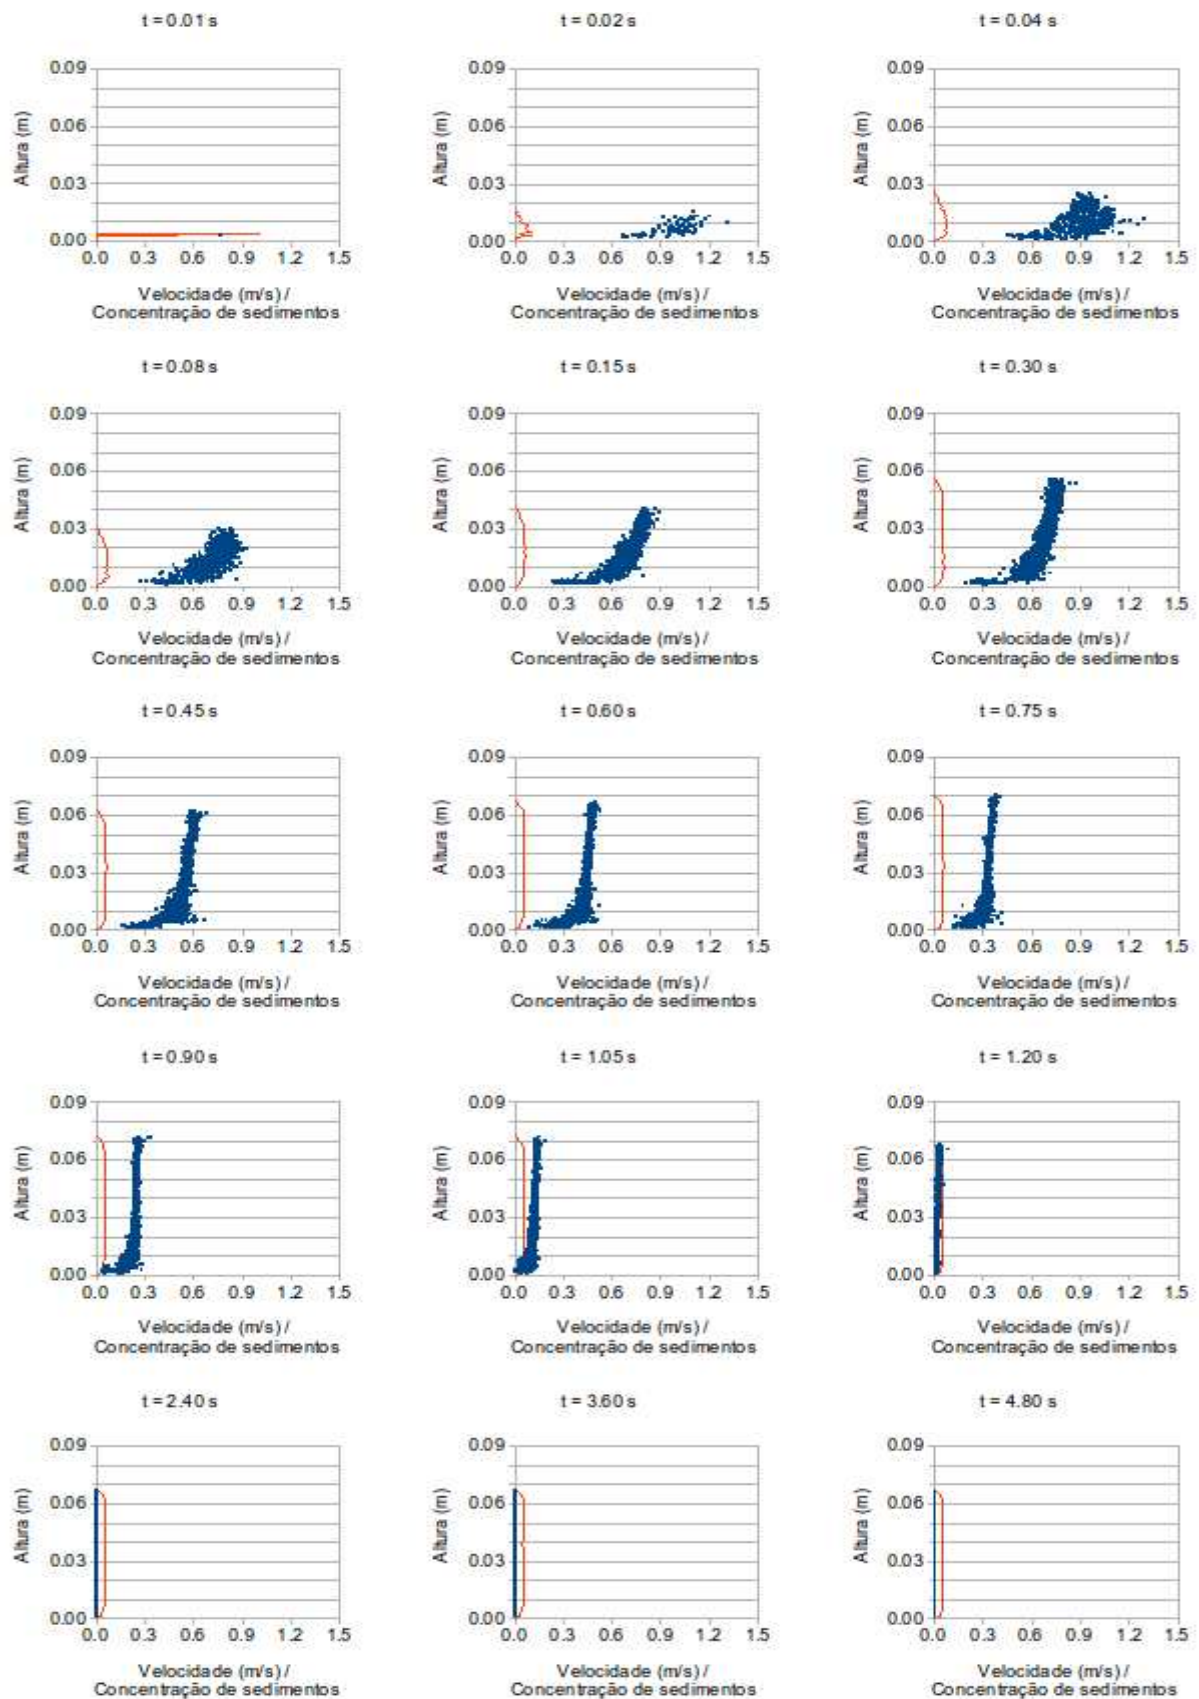 t = 0.01 s
t = 0.02 s
t = 0.04 s
0.09
0.06
0.03
0.00
Altura (m)
0.0 0.3 0.6 0.9 1.2 1.5
Velocidade (m/s) /
Concentração de sedimentos
0.09
0.06
0.03
0.00
Altura (m)
0.0 0.3 0.6 0.9 1.2 1.5
Velocidade (m/s) /
Concentração de sedimentos
0.09
0.06
0.03
0.00
Altura (m)
0.0 0.3 0.6 0.9 1.2 1.5
Velocidade (m/s) /
Concentração de sedimentos
t = 0.08 s
t = 0.15 s
t = 0.30 s
0.09
0.06
0.03
0.00
Altura (m)
0.0 0.3 0.6 0.9 1.2 1.5
Velocidade (m/s) /
Concentração de sedimentos
0.09
0.06
0.03
0.00
Altura (m)
0.0 0.3 0.6 0.9 1.2 1.5
Velocidade (m/s) /
Concentração de sedimentos
0.09
0.06
0.03
0.00
Altura (m)
0.0 0.3 0.6 0.9 1.2 1.5
Velocidade (m/s) /
Concentração de sedimentos
t = 0.45 s
t = 0.60 s
t = 0.75 s
0.09
0.06
0.03
0.00
Altura (m)
0.0 0.3 0.6 0.9 1.2 1.5
Velocidade (m/s) /
Concentração de sedimentos
0.09
0.06
0.03
0.00
Altura (m)
0.0 0.3 0.6 0.9 1.2 1.5
Velocidade (m/s) /
Concentração de sedimentos
0.09
0.06
0.03
0.00
Altura (m)
0.0 0.3 0.6 0.9 1.2 1.5
Velocidade (m/s) /
Concentração de sedimentos
t = 0.90 s
t = 1.05 s
t = 1.20 s
0.09
0.06
0.03
0.00
Altura (m)
0.0 0.3 0.6 0.9 1.2 1.5
Velocidade (m/s) /
Concentração de sedimentos
0.09
0.06
0.03
0.00
Altura (m)
0.0 0.3 0.6 0.9 1.2 1.5
Velocidade (m/s) /
Concentração de sedimentos
0.09
0.06
0.03
0.00
Altura (m)
0.0 0.3 0.6 0.9 1.2 1.5
Velocidade (m/s) /
Concentração de sedimentos
t = 2.40 s
t = 3.60 s
t = 4.80 s
0.09
0.06
0.03
0.00
Altura (m)
0.0 0.3 0.6 0.9 1.2 1.5
Velocidade (m/s) /
Concentração de sedimentos
0.09
0.06
0.03
0.00
Altura (m)
0.0 0.3 0.6 0.9 1.2 1.5
Velocidade (m/s) /
Concentração de sedimentos
0.09
0.06
0.03
0.00
Altura (m)
0.0 0.3 0.6 0.9 1.2 1.5
Velocidade (m/s) /
Concentração de sedimentos